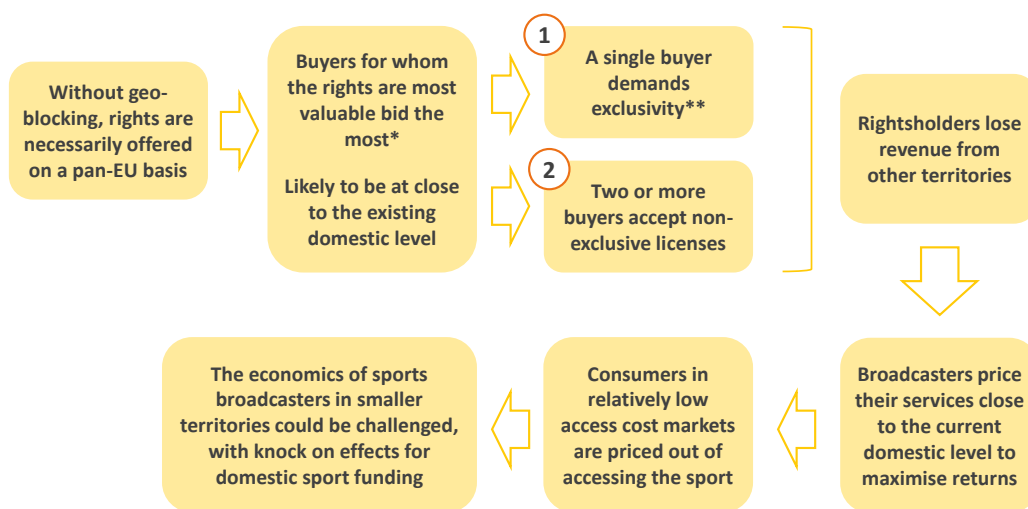 Without geo-
blocking, rights are
necessarily offered
on a pan-EU basis
Buyers for whom
the rights are most
valuable bid the
most*
Likely to be at close
to the existing
domestic level
1
A single buyer
demands
exclusivity**
2
Two or more
buyers accept non-
exclusive licenses
Rightsholders lose
revenue from
other territories
Broadcasters price
their services close
to the current
domestic level to
maximise returns
Consumers in
relatively low
access cost markets
are priced out of
accessing the sport
The economics of sports
broadcasters in smaller
territories could be challenged,
with knock on effects for
domestic sport funding